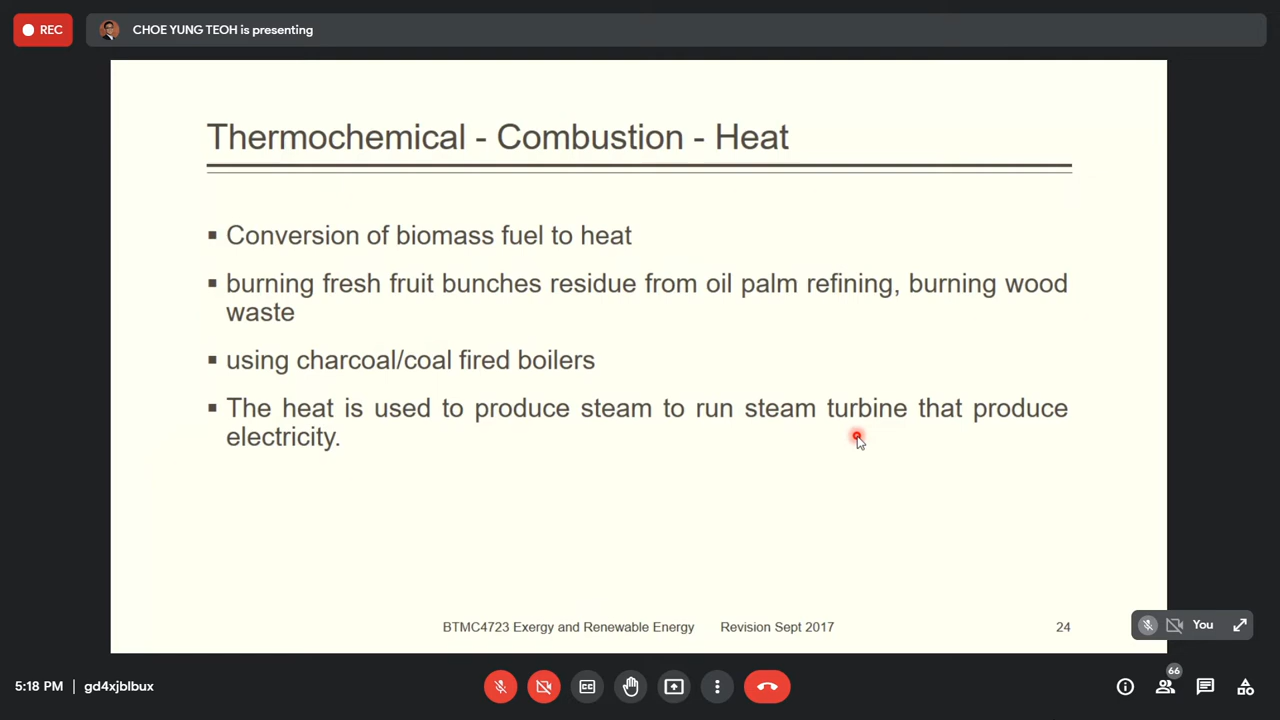 REC
CHOE YUNG TEOH is presenting
Thermochemical - Combustion - Heat
▪ Conversion of biomass fuel to heat
▪ burning fresh fruit bunches residue from oil palm refining, burning wood
waste
▪ using charcoal/coal fired boilers
▪ The heat is used to produce steam to run steam turbine that produce
electricity.
BTMC4723 Exergy and Renewable Energy Revision Sept 2017 24
You
66
5:18 PM | gd4xjblbux
CC